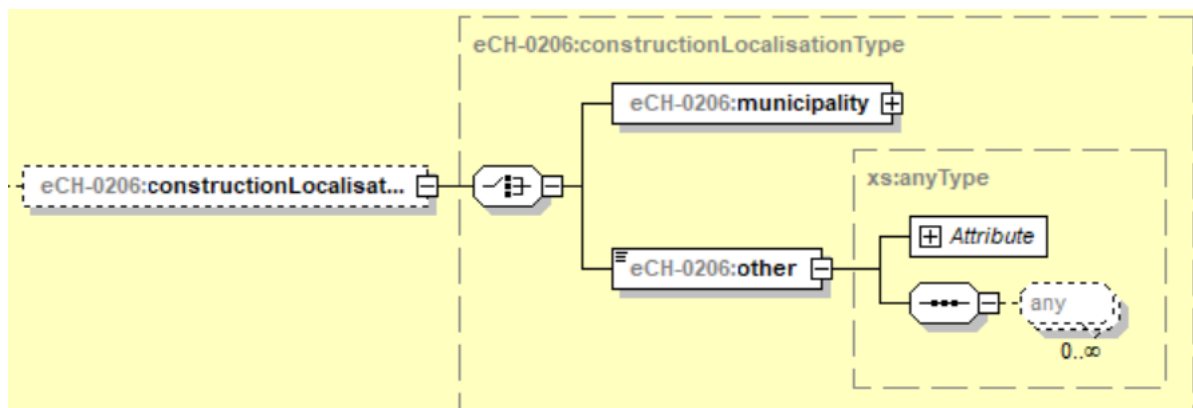 eCH-0206:constructionLocalisationType
eCH-0206:municipality
eCH-0206:constructionLocalisat...
xs:anyType
Attribute
eCH-0206:other
any
0..∞